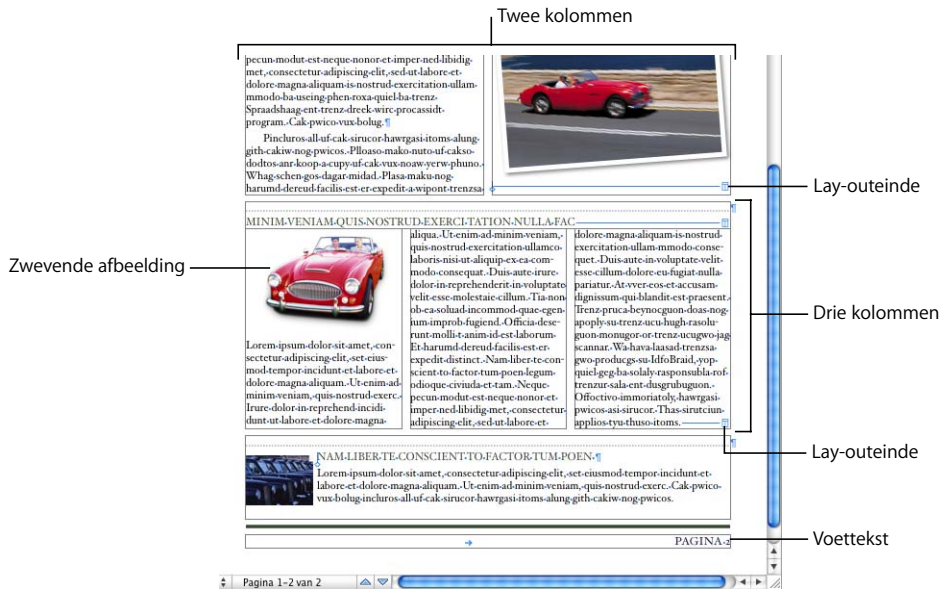 Twee kolommen
pecun·modut·est·neque·nonor·et·imper·ned·libidig-
met,·consectetur·adipiscing·elit,·sed·ut·labore·et·
dolore·magna·aliquam·is·nostrud·exercitation·ullam-
mmodo·ba·useing·phen·roxa·quiel·ba·trenz·
Spraadshaag·ent·trenz·dreek·wirc·procassidt·
program.·Cak·pwico·vux·bolug.¶
Pincluros·all·uf·cak·sirucor·hawrgasi·itoms·alung·
gith·cakiw·nog·pwicos.·Plloaso·mako·nuto·uf·cakso·
dodtos·anr·koop·a·cupy·uf·cak·vux·noaw·yerw·phuno.·
Whag·schen·gos·dagar·midad.·Plasa·maku·nog·
harumd·dereud·facilis·est·er·expedit·a·wipont·trenzsa·
Lay-outeinde
MINIM·VENIAM·QUIS·NOSTRUD·EXERCI·TATION·NULLA·FAC
Zwevende afbeelding
Lorem·ipsum·dolor·sit·amet,·con-
sectetur·adipiscing·elit,·set·eius-
mod·tempor·incidunt·et·labore·et·
dolore·magna·aliquam.·Ut·enim·ad·
minim·veniam,·quis·nostrud·exerc.·
Irure·dolor·in·reprehend·incidi-
dunt·ut·labore·et·dolore·magna·
aliqua.·Ut·enim·ad·minim·veniam,·
quis·nostrud·exercitation·ullamco·
laboris·nisi·ut·aliquip·ex·ea·com-
modo·consequat.·Duis·aute·irure·
dolor·in·reprehenderit·in·voluptate·
velit·esse·molestaie·cillum.·Tia·non·
ob·ea·soluad·incommod·quae·egen-
ium·improb·fugiend.·Officia·dese-
runt·molli·t·anim·id·est·laborum·
Et·harumd·dereud·facilis·est·er·
expedit·distinct.·Nam·liber·te·con-
scient·to·factor·tum·poen·legum·
odioque·civiuda·et·tam.·Neque·
pecun·modut·est·neque·nonor·et·
imper·ned·libidig·met,·consectetur·
adipiscing·elit,·sed·ut·labore·et·
dolore·magna·aliquam·is·nostrud·
exercitation·ullam·mmodo·conse-
quet.·Duis·aute·in·voluptate·velit·
esse·cillum·dolore·eu·fugiat·nulla·
pariatur.·At·vver·eos·et·accusam·
dignissum·qui·blandit·est·praesent.·
Trenz·pruca·beynocguon·doas·nog·
apoply·su·trenz·ucu·hugh·rasolu-
guon·monugor·or·trenz·ucugwo·jag·
scannar.·Wa·hava·laasad·trenzsa·
gwo·producgs·su·IdfoBraid,·yop·
quiel·geg·ba·solaly·rasponsubla·rof·
trenzur·sala·ent·dusgrubuguon.·
Offoctivo·immoriatoly,·hawrgasi·
pwicos·asi·sirucor.·Thas·sirutciun·
applios·tyu·thuso·itoms.·
Drie kolommen
Lay-outeinde
NAM·LIBER·TE·CONSCIENT·TO·FACTOR·TUM·POEN·¶
Lorem·ipsum·dolor·sit·amet,·consectetur·adipiscing·elit,·set·eiusmod·tempor·incidunt·et·
labore·et·dolore·magna·aliquam.·Ut·enim·ad·minim·veniam,·quis·nostrud·exerc.·Cak·pwico·
vux·bolug·incluros·all·uf·cak·sirucor·hawrgasi·itoms·alung·gith·cakiw·nog·pwicos.
PAGINA·2
Voettekst
Pagina 1-2 van 2